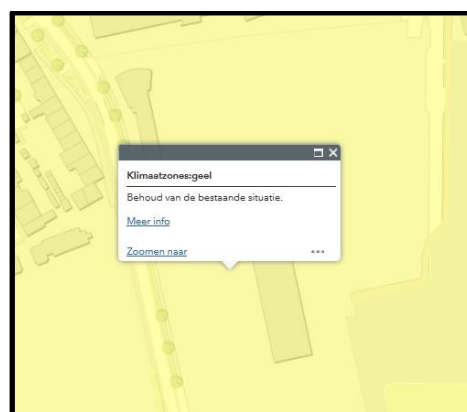 Klimaatzones:geel
Behoud van de bestaande situatie.
Meer info
Zoomen naar